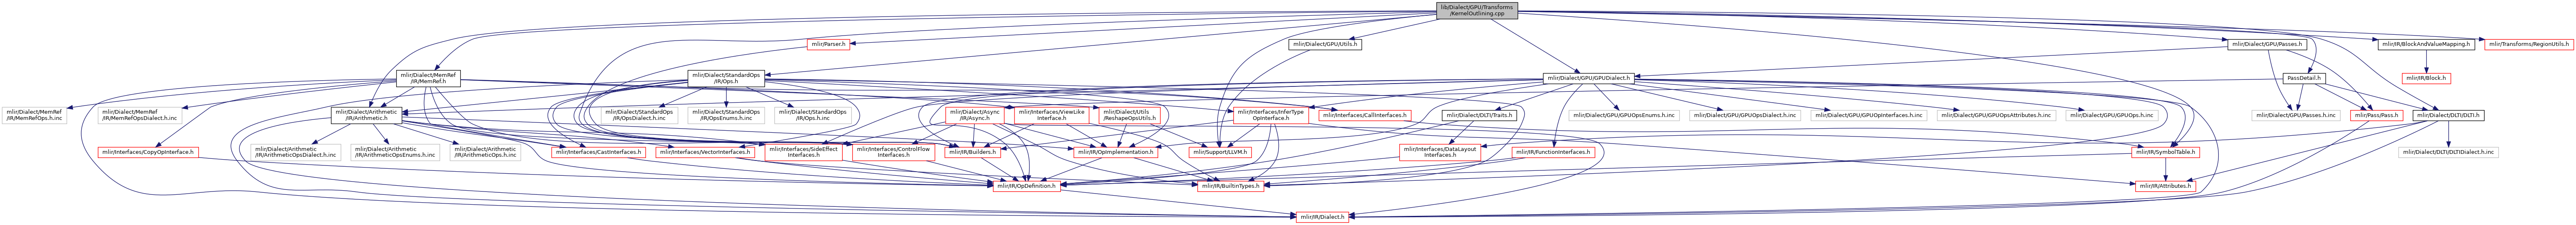 lib/Dialect/GPU/Transforms
/KernelOutlining.cpp
mlir/Parser.h
mlir/Dialect/GPU/Utils.h
mlir/Dialect/GPU/Passes.h
mlir/IR/BlockAndValueMapping.h
mlir/Transforms/RegionUtils.h
mlir/Dialect/MemRef
/IR/MemRef.h
mlir/Dialect/StandardOps
/IR/Ops.h
mlir/Dialect/GPU/GPUDialect.h
PassDetail.h
mlir/IR/Block.h
mlir/Dialect/MemRef
/IR/MemRefOps.h.inc
mlir/Dialect/MemRef
/IR/MemRefOpsDialect.h.inc
mlir/Dialect/Arithmetic
/IR/Arithmetic.h
mlir/Dialect/StandardOps
/IR/OpsDialect.h.inc
mlir/Dialect/StandardOps
/IR/OpsEnums.h.inc
mlir/Dialect/StandardOps
/IR/Ops.h.inc
mlir/Dialect/Async
/IR/Async.h
mlir/Interfaces/ViewLike
Interface.h
mlir/Dialect/Utils
/ReshapeOpsUtils.h
mlir/Interfaces/InferType
OpInterface.h
mlir/Interfaces/CallInterfaces.h
mlir/Dialect/DLTI/Traits.h
mlir/Dialect/GPU/GPUOpsEnums.h.inc
mlir/Dialect/GPU/GPUOpsDialect.h.inc
mlir/Dialect/GPU/GPUOpInterfaces.h.inc
mlir/Dialect/GPU/GPUOpsAttributes.h.inc
mlir/Dialect/GPU/GPUOps.h.inc
mlir/Dialect/GPU/Passes.h.inc
mlir/Pass/Pass.h
mlir/Dialect/DLTI/DLTI.h
mlir/Interfaces/CopyOpInterface.h
mlir/Dialect/Arithmetic
/IR/ArithmeticOpsDialect.h.inc
mlir/Dialect/Arithmetic
/IR/ArithmeticOpsEnums.h.inc
mlir/Dialect/Arithmetic
/IR/ArithmeticOps.h.inc
mlir/Interfaces/CastInterfaces.h
mlir/Interfaces/VectorInterfaces.h
mlir/Interfaces/SideEffect
Interfaces.h
mlir/Interfaces/ControlFlow
Interfaces.h
mlir/IR/Builders.h
mlir/IR/OpImplementation.h
mlir/Support/LLVM.h
mlir/Interfaces/DataLayout
Interfaces.h
mlir/IR/FunctionInterfaces.h
mlir/IR/SymbolTable.h
mlir/Dialect/DLTI/DLTIDialect.h.inc
mlir/IR/OpDefinition.h
mlir/IR/BuiltinTypes.h
mlir/IR/Attributes.h
mlir/IR/Dialect.h